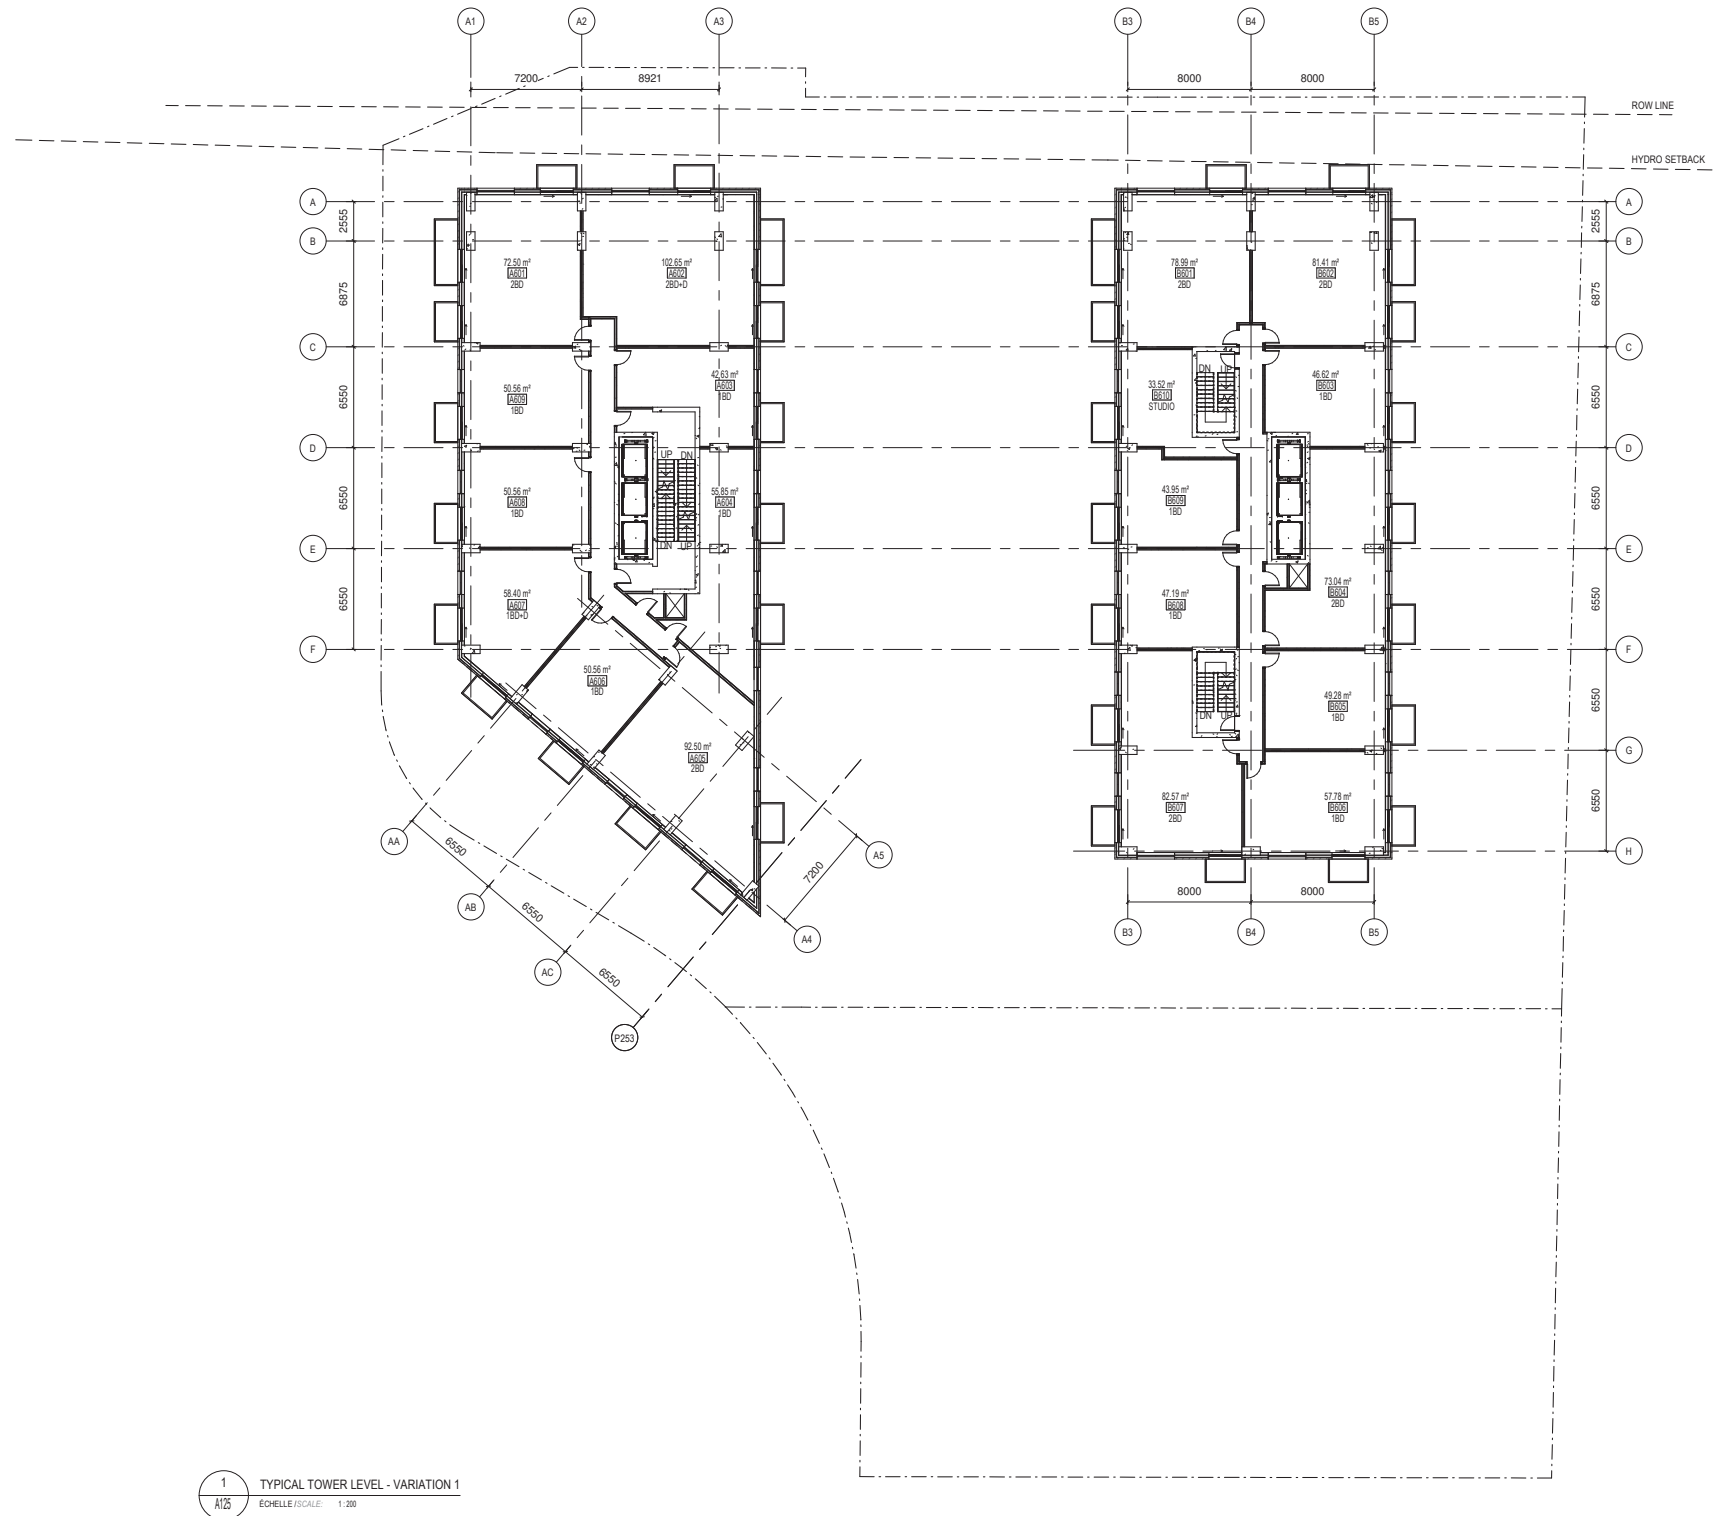 A1 A2 A3 B3 B4 B5
7200 8921 8000 8000
ROW LINE
HYDRO SETBACK
A A
2555 2555
B B
72.50 m² 102.65 m² 78.99 m² 81.41 m²
A601 A602 B601 B602
2BD 2BD+D 2BD 2BD
6875 6875
C C
DN UP
50.56 m² 42.63 m² 33.52 m² 46.62 m²
A609 A603 B610 B603
1BD 1BD STUDIO 1BD
6550 6550
D D
UP DN
50.56 m² 55.85 m² 43.95 m²
A608 A604 B609
1BD 1BD 1BD
6550 6550
DN UP
E E
58.40 m² 47.19 m² 73.04 m²
A607 B608 B604
1BD+D 1BD 2BD
6550 6550
F F
50.56 m² 49.28 m²
A606 B605
1BD 1BD
6550
DN UP
92.50 m²
A605
2BD
G
82.57 m² 57.78 m²
B607 B606
2BD 1BD
6550
AA A5 H
6550 7200
8000 8000
AB A4 B3 B4 B5
6550
AC
6550
P253
1
A125
TYPICAL TOWER LEVEL - VARIATION 1
ÉCHELLE /SCALE: 1 : 200